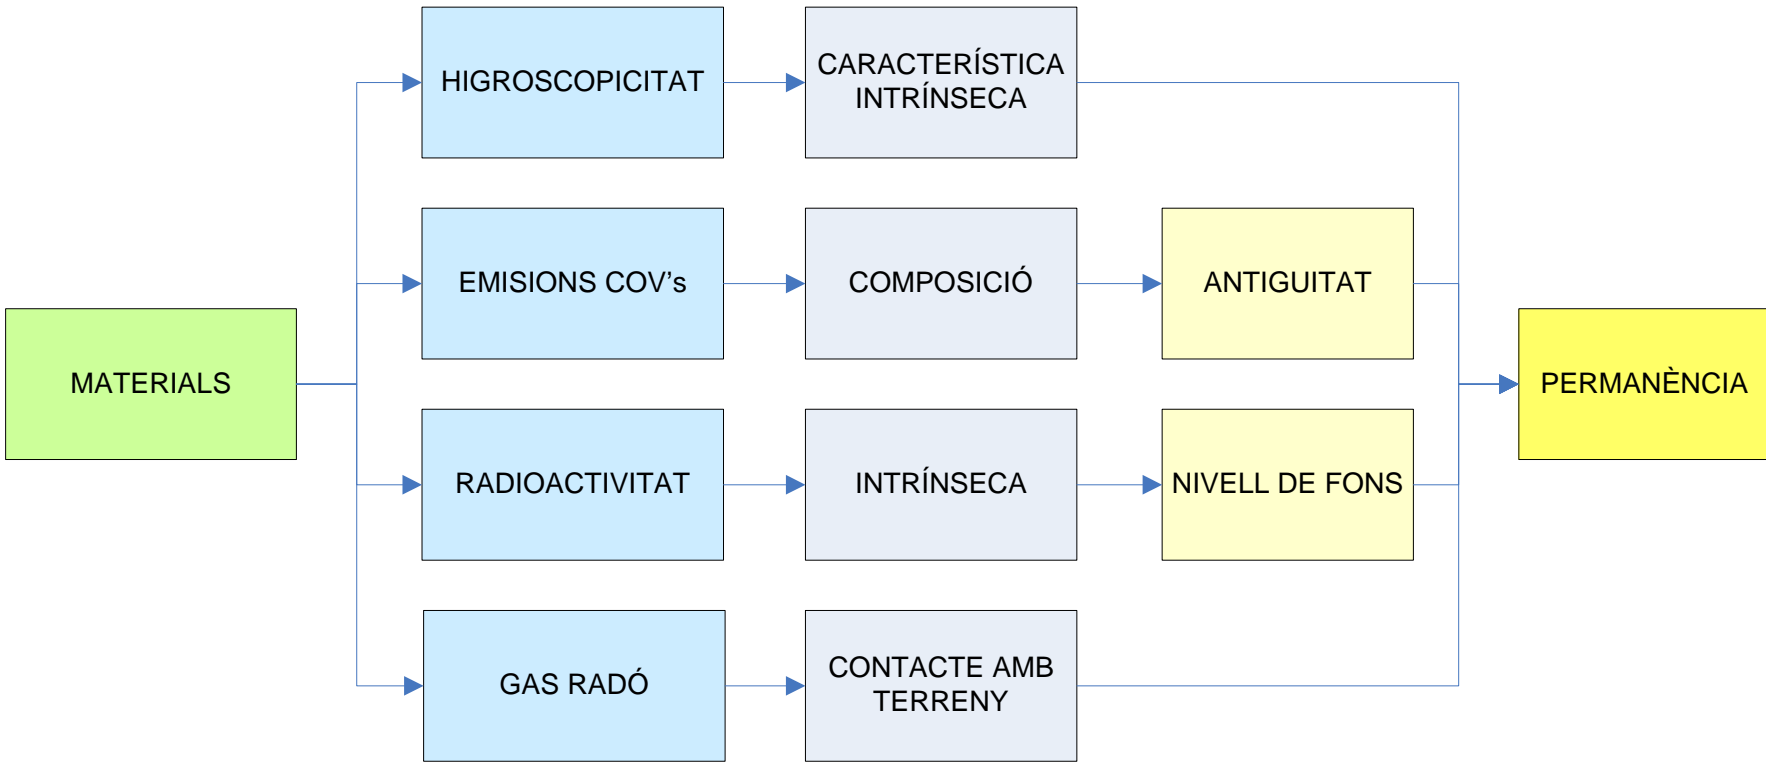 HIGROSCOPICITAT
CARACTERÍSTICA
INTRÍNSECA
EMISIONS COV's
COMPOSICIÓ
ANTIGUITAT
MATERIALS
PERMANÈNCIA
RADIOACTIVITAT
INTRÍNSECA
NIVELL DE FONS
GAS RADÓ
CONTACTE AMB
TERRENY